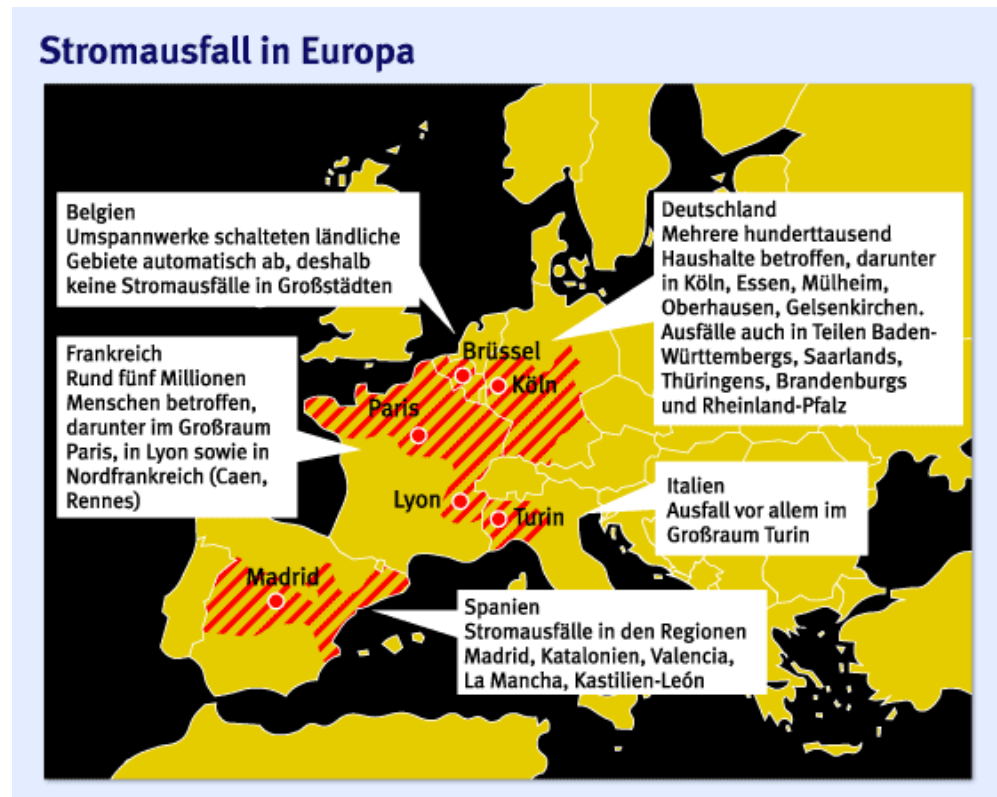 Stromausfall in Europa
Belgien
Umspannwerke schalteten ländliche
Gebiete automatisch ab, deshalb
keine Stromausfälle in Großstädten
Deutschland
Mehrere hunderttausend
Haushalte betroffen, darunter
in Köln, Essen, Mülheim,
Oberhausen, Gelsenkirchen.
Ausfälle auch in Teilen Baden-
Württembergs, Saarlands,
Thüringens, Brandenburgs
und Rheinland-Pfalz
Frankreich
Rund fünf Millionen
Menschen betroffen,
darunter im Großraum
Paris, in Lyon sowie in
Nordfrankreich (Caen,
Rennes)
Brüssel
Köln
Paris
Lyon
Turin
Madrid
Italien
Ausfall vor allem im
Großraum Turin
Spanien
Stromausfälle in den Regionen
Madrid, Katalonien, Valencia,
La Mancha, Kastilien-León